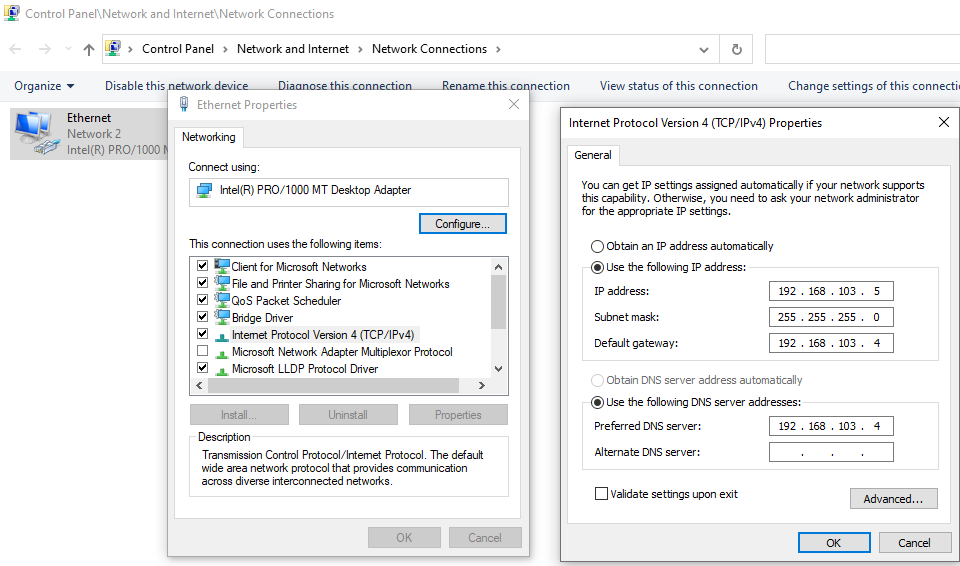 Control Panel\Network and Internet\Network Connections
Control Panel > Network and Internet > Network Connections >
Organize
Disable this network device
Diagnose this connection
Rename this connection
View status of this connection
Change settings of this
Ethernet
Network 2
Intel(R) PRO/1000
Ethernet Properties
Networking
Connect using:
Intel(R) PRO/1000 MT Desktop Adapter
Configure...
This connection uses the following items:
Client for Microsoft Networks
File and Printer Sharing for Microsoft Networks
QoS Packet Scheduler
Bridge Driver
Internet Protocol Version 4 (TCP/IPv4)
Microsoft Network Adapter Multiplexor Protocol
Microsoft LLDP Protocol Driver
Install...
Uninstall
Properties
Description
Transmission Control Protocol/Internet Protocol. The default
wide area network protocol that provides communication
across diverse interconnected networks.
OK
Cancel
Internet Protocol Version 4 (TCP/IPv4) Properties
General
You can get IP settings assigned automatically if your network supports
this capability. Otherwise, you need to ask your network administrator
for the appropriate IP settings.
Obtain an IP address automatically
Use the following IP address:
IP address: 192 . 168 . 103 . 5
Subnet mask: 255 . 255 . 255 . 0
Default gateway: 192 . 168 . 103 . 4
Obtain DNS server address automatically
Use the following DNS server addresses:
Preferred DNS server: 192 . 168 . 103 . 4
Alternate DNS server: . . .
Validate settings upon exit
Advanced...
OK
Cancel